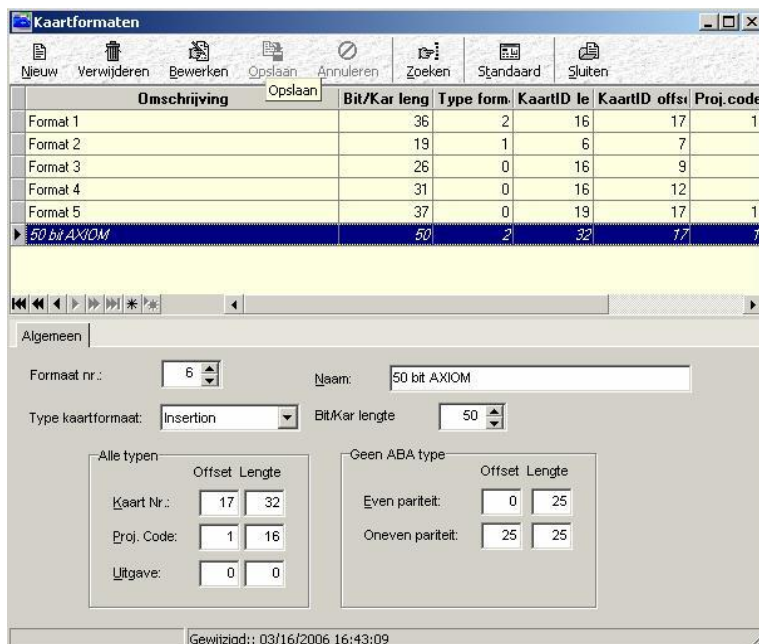 Kaartformaten
Nieuw Verwijderen Bewerken Opslaan Annuleren Zoeken Standaard Sluiten
Opslaan
Omschrijving Bit/Kar leng Type form. KaartID le KaartID offs Proj.code
Format 1 36 2 16 17 1
Format 2 19 1 6 7
Format 3 26 0 16 9
Format 4 31 0 16 12
Format 5 37 0 19 17 1
50 bit AXIOM 50 2 32 17 1
Algemeen
Formaat nr.: 6 Naam: 50 bit AXIOM
Type kaartformaat: Insertion Bit/Kar lengte 50
Alle typen Geen ABA type
Offset Lengte Offset Lengte
Kaart Nr.: 17 32 Even pariteit: 0 25
Proj. Code: 1 16 Oneven pariteit: 25 25
Uitgave: 0 0
Gewijzigd:: 03/16/2006 16:43:09